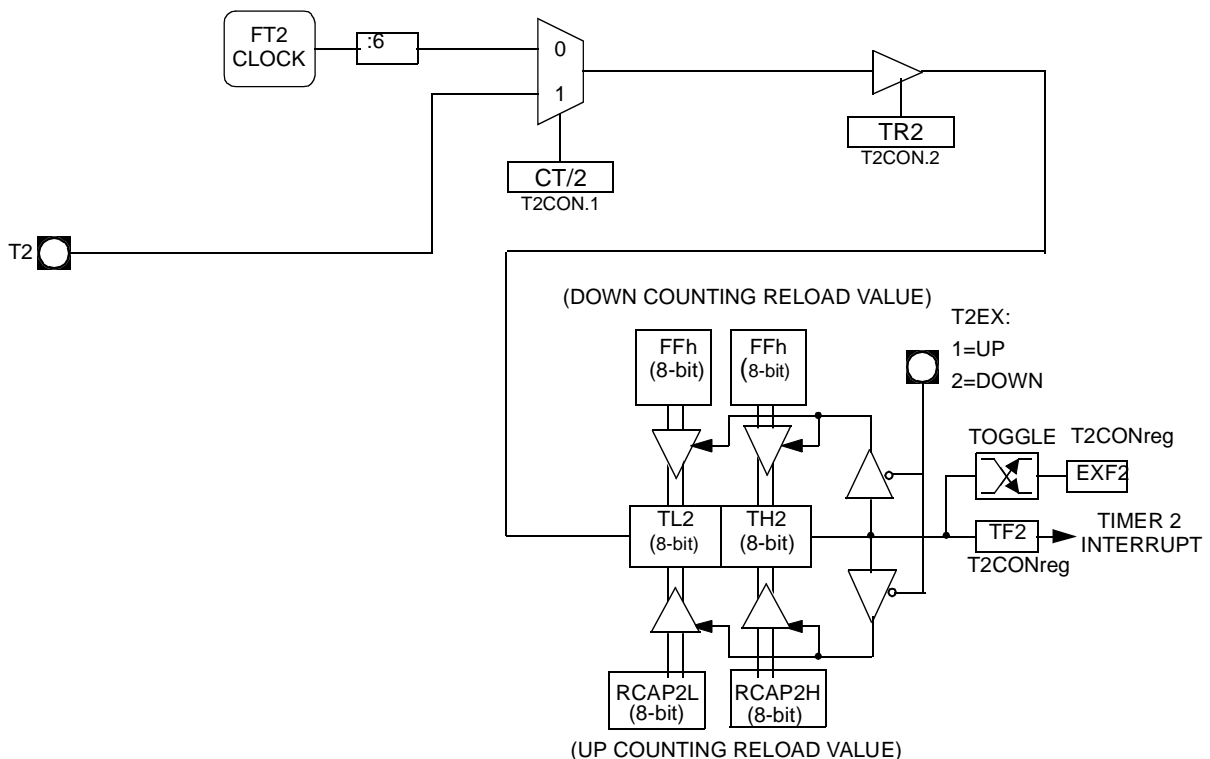 FT2
CLOCK
:6
0
1
TR2
T2CON.2
CT/2
T2CON.1
T2
(DOWN COUNTING RELOAD VALUE)
T2EX:
1=UP
2=DOWN
FFh
(8-bit)
FFh
(8-bit)
TOGGLE
T2CONreg
EXF2
TL2
(8-bit)
TH2
(8-bit)
TF2
T2CONreg
TIMER 2
INTERRUPT
RCAP2L
(8-bit)
RCAP2H
(8-bit)
(UP COUNTING RELOAD VALUE)